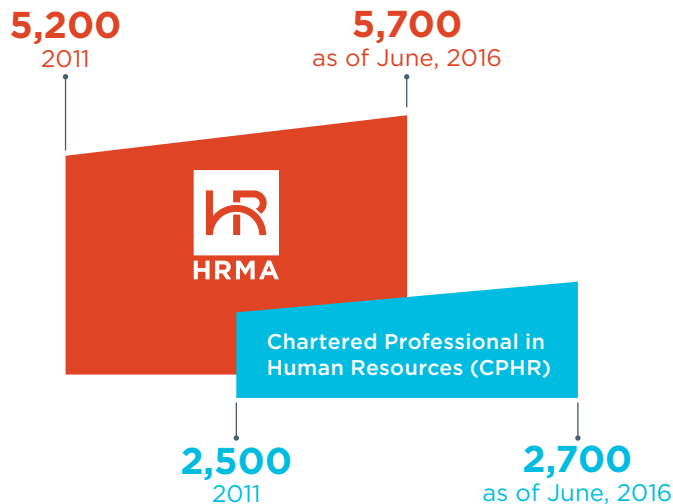 5,200
2011
5,700
as of June, 2016
HR
HRMA
Chartered Professional in
Human Resources (CPHR)
2,500
2011
2,700
as of June, 2016